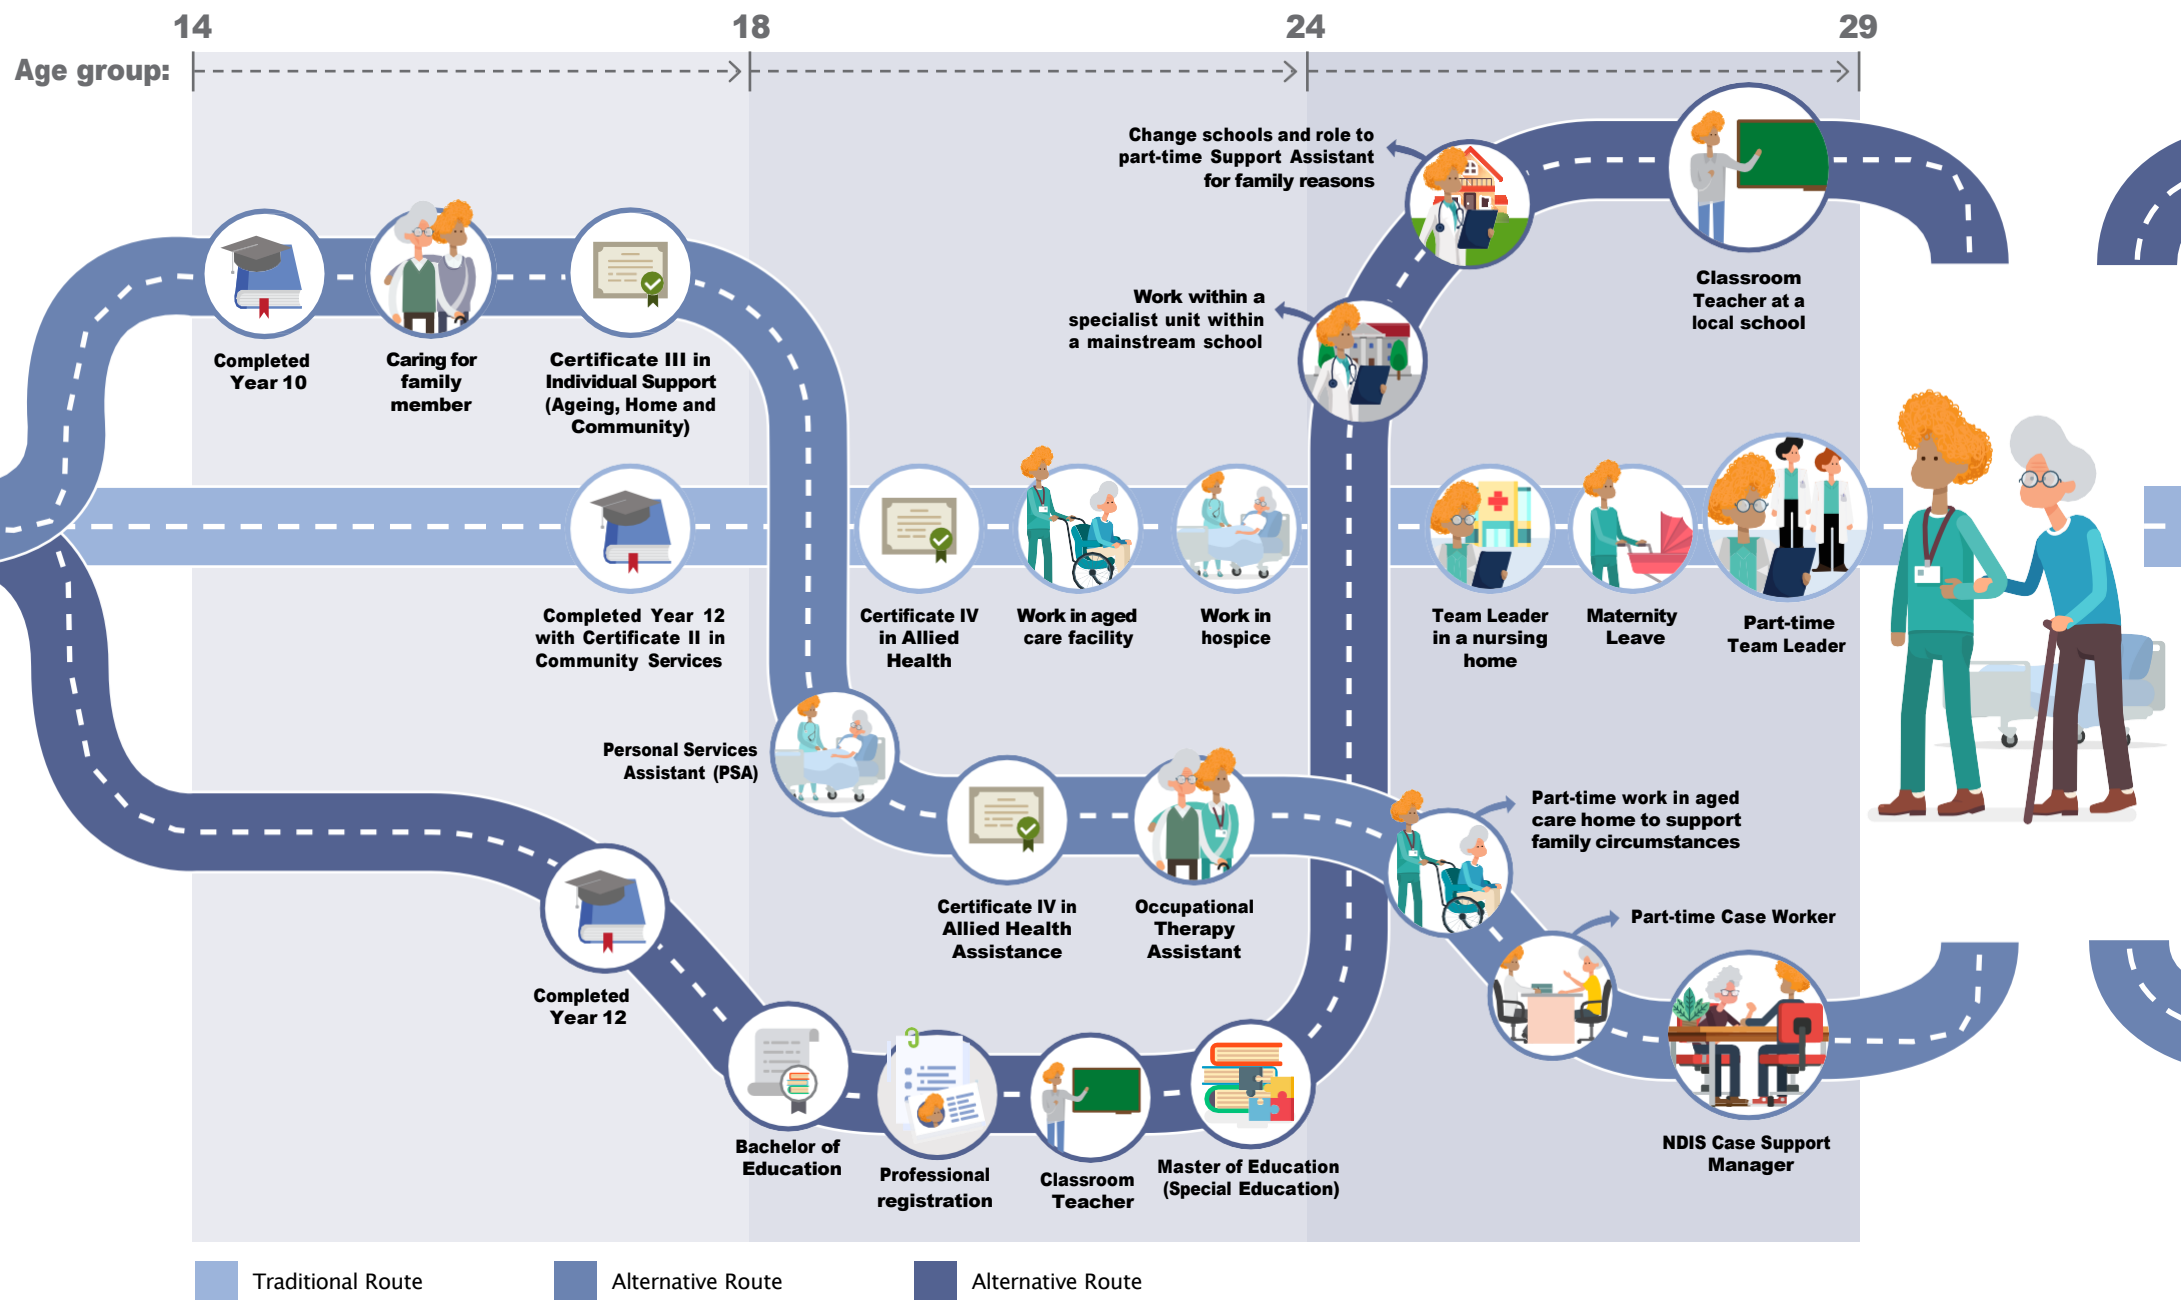 14
18
24
29
Age group:
Change schools and role to
part-time Support Assistant
for family reasons
Work within a
specialist unit within
a mainstream school
Classroom
Teacher at a
local school
Completed
Year 10
Caring for
family
member
Certificate III in
Individual Support
(Ageing, Home and
Community)
Completed Year 12
with Certificate II in
Community Services
Certificate IV
in Allied
Health
Work in aged
care facility
Work in
hospice
Team Leader
in a nursing
home
Maternity
Leave
Part-time
Team Leader
Personal Services
Assistant (PSA)
Certificate IV in
Allied Health
Assistance
Occupational
Therapy
Assistant
Part-time work in aged
care home to support
family circumstances
Part-time Case Worker
NDIS Case Support
Manager
Completed
Year 12
Bachelor of
Education
Professional
registration
Classroom
Teacher
Master of Education
(Special Education)
Traditional Route
Alternative Route
Alternative Route